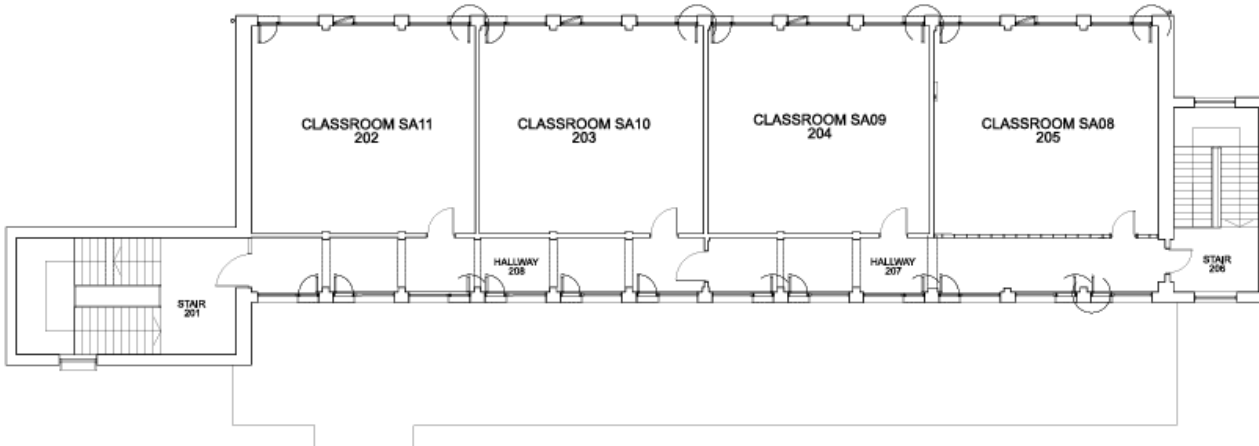 CLASSROOM SA11
202
CLASSROOM SA10
203
CLASSROOM SA09
204
CLASSROOM SA08
205
HALLWAY
208
HALLWAY
207
STAIR
206
STAIR
201